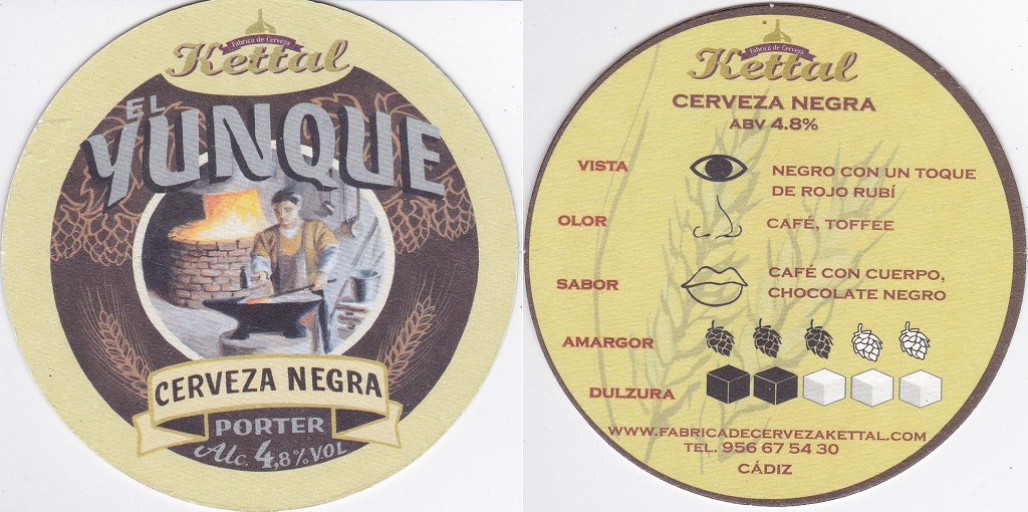 Fabrica de Cerveza
Kettal
EL
YUNQUE
CERVEZA NEGRA
PORTER
Alc. 4,8% VOL
Fabrica de Cerveza
Kettal
CERVEZA NEGRA
ABV 4.8%
VISTA
NEGRO CON UN TOQUE
DE ROJO RUBÍ
OLOR
CAFÉ, TOFFEE
SABOR
CAFÉ CON CUERPO,
CHOCOLATE NEGRO
AMARGOR
DULZURA
WWW.FABRICADECERVEZAKETTAL.COM
TEL. 956 67 54 30
CÁDIZ